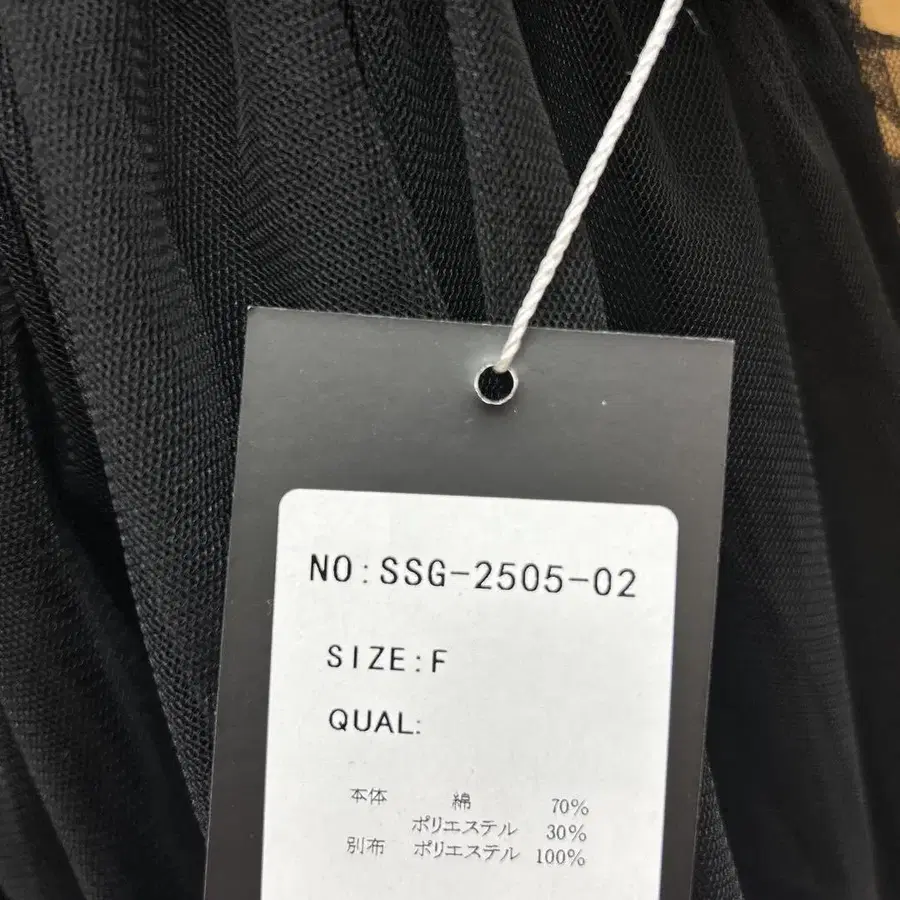 NO:SSG-2505-02
SIZE:F
QUAL:
本体 綿 70%
ポリエステル 30%
別布 ポリエステル 100%